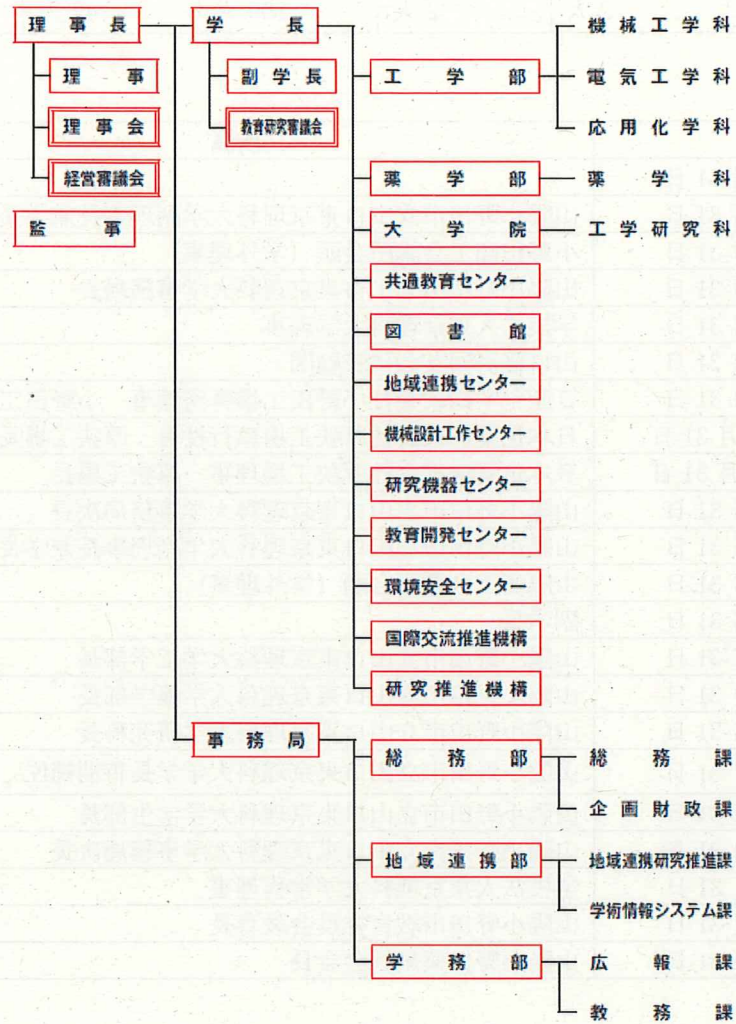 理事長 学長 機械工学科
理事 副学長 工学部 電気工学科
理事会 教育研究審議会 応用化学科
経営審議会 薬学部 薬学科
監事 大学院 工学研究科
共通教育センター
図書館
地域連携センター
機械設計工作センター
研究機器センター
教育開発センター
環境安全センター
国際交流推進機構
研究推進機構
事務局 総務部 総務課
企画財政課
地域連携部 地域連携研究推進課
学術情報システム課
学務部 広報課
教務課